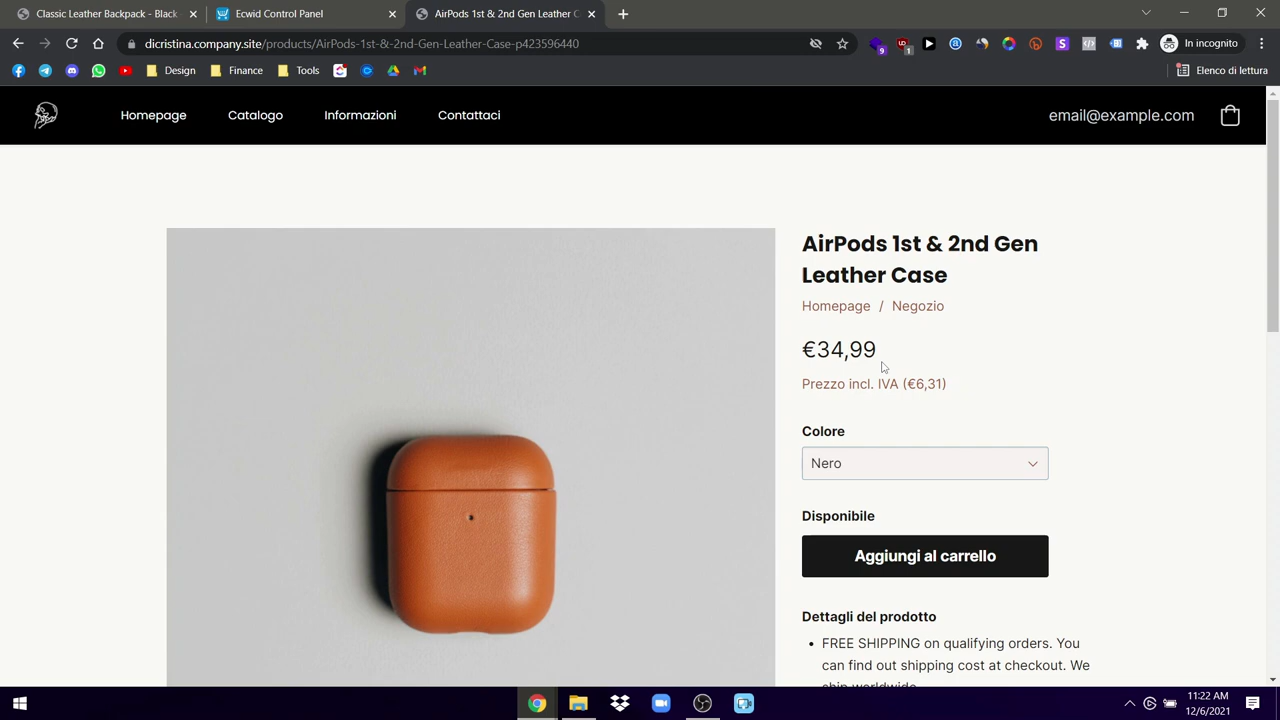 Classic Leather Backpack - Black
Ecwid Control Panel
AirPods 1st & 2nd Gen Leather C
dicristina.company.site/products/AirPods-1st-&-2nd-Gen-Leather-Case-p423596440
9
1
In incognito
Design
Finance
Tools
Elenco di lettura
Homepage
Catalogo
Informazioni
Contattaci
email@example.com
AirPods 1st & 2nd Gen
Leather Case
Homepage / Negozio
€34,99
Prezzo incl. IVA (€6,31)
Colore
Nero
Disponibile
Aggiungi al carrello
Dettagli del prodotto
• FREE SHIPPING on qualifying orders. You
can find out shipping cost at checkout. We
ship worldwide
11:22 AM
12/6/2021